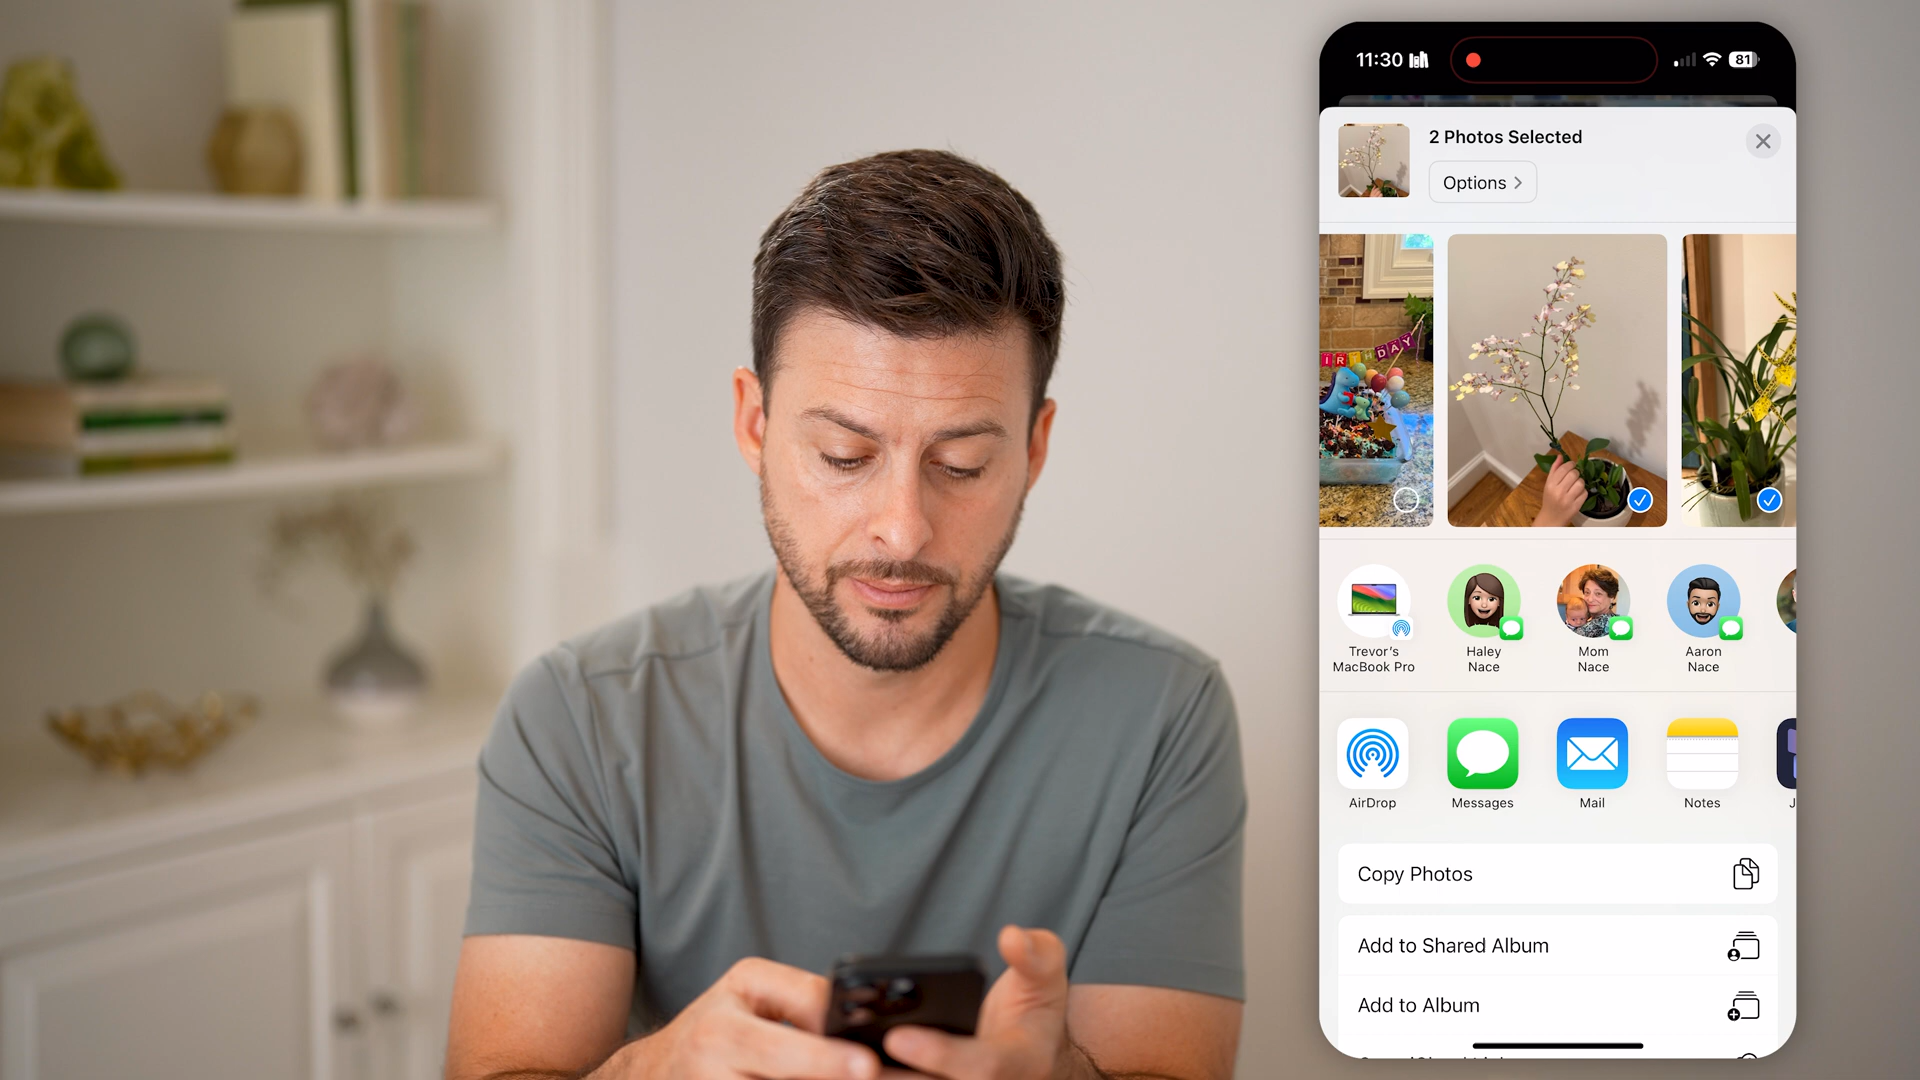 11:30
81
2 Photos Selected
Options
IRTHDAY
Trevor's
MacBook Pro
Haley
Nace
Mom
Nace
Aaron
Nace
AirDrop
Messages
Mail
Notes
J
Copy Photos
Add to Shared Album
Add to Album